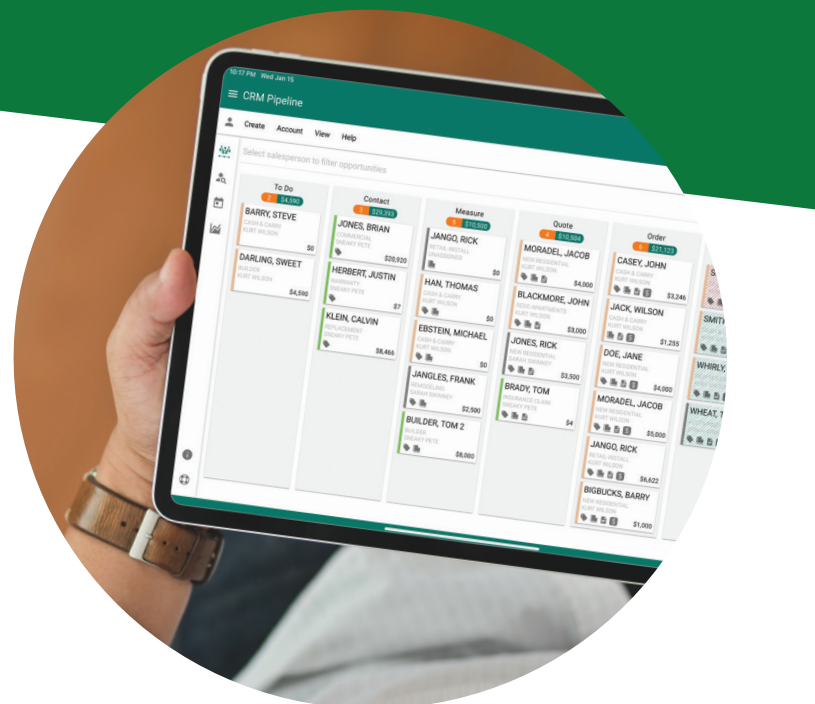 10:17 PM Wed Jan 15
CRM Pipeline
Create Account View Help
Select salesperson to filter opportunities
To Do
2 $4,590
BARRY, STEVE
CASH & CARRY
KURT WILSON
$0
DARLING, SWEET
BUILDER
KURT WILSON
$4,590
Contact
3 $29,393
JONES, BRIAN
COMMERCIAL
SNEAKY PETE
$20,920
HERBERT, JUSTIN
WARRANTY
SNEAKY PETE
$7
KLEIN, CALVIN
REPLACEMENT
SNEAKY PETE
$8,466
Measure
5 $10,500
JANGO, RICK
RETAIL-INSTALL
$0
HAN, THOMAS
CASH & CARRY
KURT WILSON
$0
EBSTEIN, MICHAEL
CASH & CARRY
KURT WILSON
$0
JANGLES, FRANK
REMODELING
SARAH SWINNEY
$2,500
BUILDER, TOM 2
BUILDER
SNEAKY PETE
$8,000
Quote
4 $10,504
MORADEL, JACOB
NEW RESIDENTIAL
KURT WILSON
$4,000
BLACKMORE, JOHN
KURT WILSON
$3,000
JONES, RICK
NEW RESIDENTIAL
SARAH SWINNEY
$3,500
BRADY, TOM
INSURANCE CLAIM
SNEAKY PETE
$4
Order
6 $21,123
CASEY, JOHN
CASH & CARRY
KURT WILSON
$3,246
JACK, WILSON
CASH & CARRY
KURT WILSON
$1,255
DOE, JANE
NEW RESIDENTIAL
KURT WILSON
$4,000
MORADEL, JACOB
NEW RESIDENTIAL
KURT WILSON
$5,000
JANGO, RICK
RETAIL-INSTALL
KURT WILSON
$6,622
BIGBUCKS, BARRY
NEW RESIDENTIAL
KURT WILSON
$1,000
S
SMIT
WHIRLY,
WHEAT, T